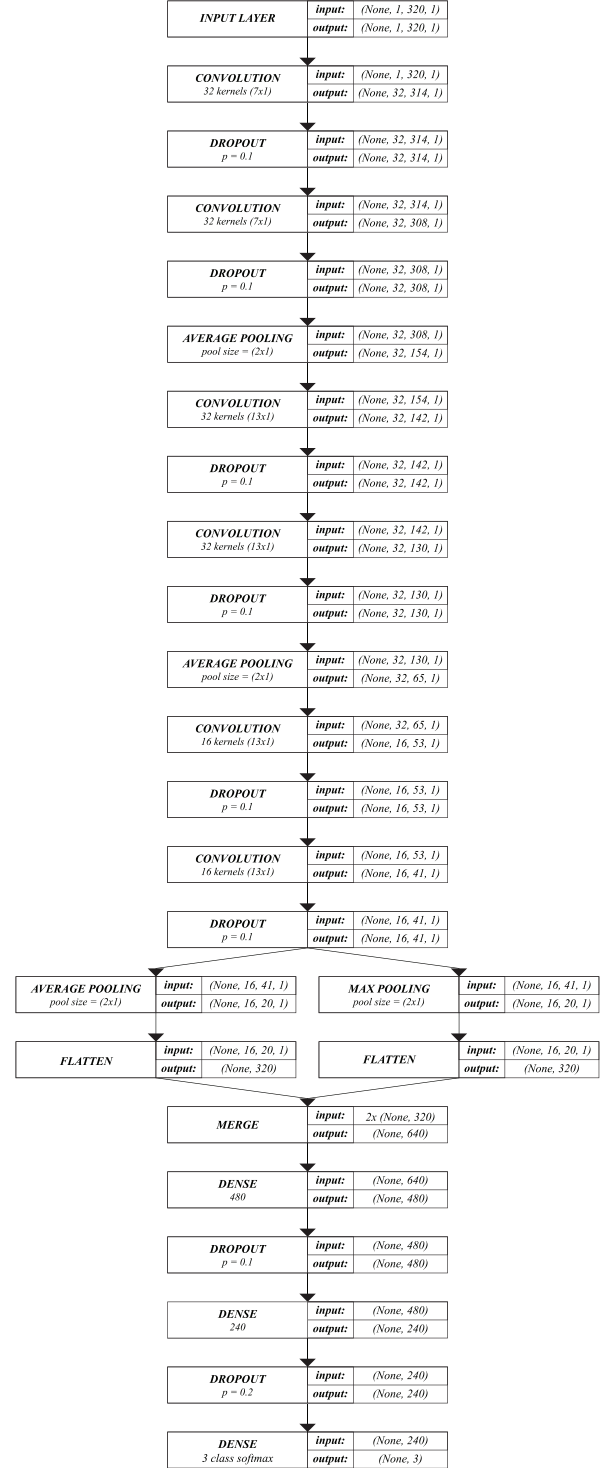 INPUT LAYER
input: (None, 1, 320, 1)
output: (None, 1, 320, 1)
CONVOLUTION
32 kernels (7x1)
input: (None, 1, 320, 1)
output: (None, 32, 314, 1)
DROPOUT
p = 0.1
input: (None, 32, 314, 1)
output: (None, 32, 314, 1)
CONVOLUTION
32 kernels (7x1)
input: (None, 32, 314, 1)
output: (None, 32, 308, 1)
DROPOUT
p = 0.1
input: (None, 32, 308, 1)
output: (None, 32, 308, 1)
AVERAGE POOLING
pool size = (2x1)
input: (None, 32, 308, 1)
output: (None, 32, 154, 1)
CONVOLUTION
32 kernels (13x1)
input: (None, 32, 154, 1)
output: (None, 32, 142, 1)
DROPOUT
p = 0.1
input: (None, 32, 142, 1)
output: (None, 32, 142, 1)
CONVOLUTION
32 kernels (13x1)
input: (None, 32, 142, 1)
output: (None, 32, 130, 1)
DROPOUT
p = 0.1
input: (None, 32, 130, 1)
output: (None, 32, 130, 1)
AVERAGE POOLING
pool size = (2x1)
input: (None, 32, 130, 1)
output: (None, 32, 65, 1)
CONVOLUTION
16 kernels (13x1)
input: (None, 32, 65, 1)
output: (None, 16, 53, 1)
DROPOUT
p = 0.1
input: (None, 16, 53, 1)
output: (None, 16, 53, 1)
CONVOLUTION
16 kernels (13x1)
input: (None, 16, 53, 1)
output: (None, 16, 41, 1)
DROPOUT
p = 0.1
input: (None, 16, 41, 1)
output: (None, 16, 41, 1)
AVERAGE POOLING
pool size = (2x1)
input: (None, 16, 41, 1)
output: (None, 16, 20, 1)
MAX POOLING
pool size = (2x1)
input: (None, 16, 41, 1)
output: (None, 16, 20, 1)
FLATTEN
input: (None, 16, 20, 1)
output: (None, 320)
FLATTEN
input: (None, 16, 20, 1)
output: (None, 320)
MERGE
input: 2x (None, 320)
output: (None, 640)
DENSE
480
input: (None, 640)
output: (None, 480)
DROPOUT
p = 0.1
input: (None, 480)
output: (None, 480)
DENSE
240
input: (None, 480)
output: (None, 240)
DROPOUT
p = 0.2
input: (None, 240)
output: (None, 240)
DENSE
3 class softmax
input: (None, 240)
output: (None, 3)